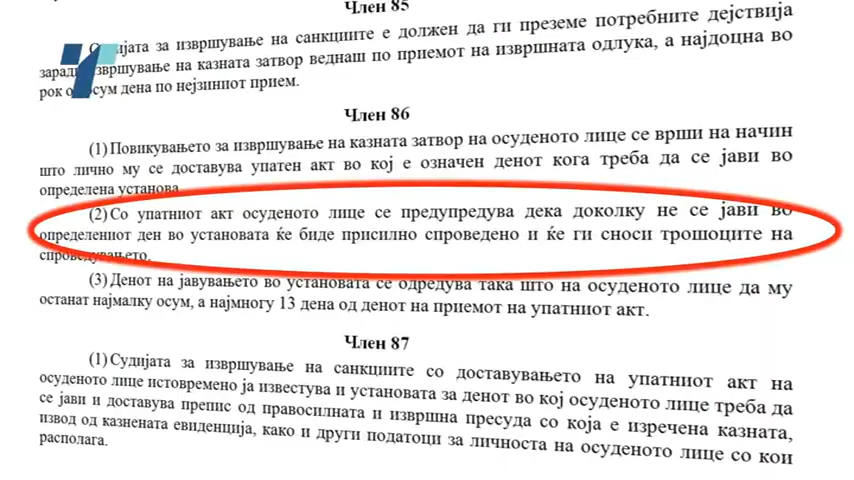 Член 85
Судијата за извршување на санкциите е должен да ги преземе потребните дејствија
заради извршување на казната затвор веднаш по приемот на извршната одлука, а најдоцна во
рок од осум дена по нејзиниот прием.
Член 86
(1) Повикувањето за извршување на казната затвор на осуденото лице се врши на начин
што лично му се доставува упатен акт во кој е означен денот кога треба да се јави во
определена установа.
(2) Со упатниот акт осуденото лице се предупредува дека доколку не се јави во
определениот ден во установата ќе биде присилно спроведено и ќе ги сноси трошоците на
спроведувањето.
(3) Денот на јавувањето во установата се одредува така што на осуденото лице да му
останат најмалку осум, а најмногу 13 дена од денот на приемот на упатниот акт.
Член 87
(1) Судијата за извршување на санкциите со доставувањето на упатниот акт на
осуденото лице истовремено ја известува и установата за денот во кој осуденото лице треба да
се јави и доставува препис од правосилната и извршна пресуда со која е изречена казната,
извод од казнената евиденција, како и други податоци за личноста на осуденото лице со кои
располага.